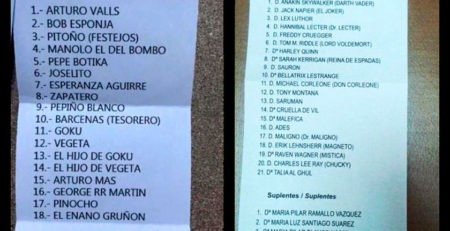 1.- ARTURO VALLS
2.- BOB ESPONJA
3.- PITOÑO (FESTEJOS)
4.- MANOLO EL DEL BOMBO
5.- PEPE BOTIKA
6.- JOSELITO
7.- ESPERANZA AGUIRRE
8.- ZAPATERO
9.- PEPIÑO BLANCO
10.- BARCENAS (TESORERO)
11.- GOKU
12.- VEGETA
13.- EL HIJO DE GOKU
14.- EL HIJO DE VEGETA
15.- ARTURO MAS
16.- GEORGE RR MARTIN
17.- PINOCHO
18.- EL ENANO GRUÑON
1. D. ANAKIN SKYWALKER (DARTH VADER)
2. D. JACK NAPIER (EL JOKER)
3. D. LEX LUTHOR
4. D. HANNIBAL LECTER (Dr. LECTER)
5. D. FREDDY CRUEGGER
6. D. TOM M. RIDDLE (LORD VOLDEMORT)
7. Dª HARLEY QUINN
8. Dª SARAH KERRIGAN (REINA DE ESPADAS)
9. D. SAURON
10. Dª BELLATRIX LESTRANGE
11. D. MICHAEL CORLEONE (DON CORLEONE)
12. D. TONY MONTANA
13. D. SARUMAN
14. Dª CRUELLA DE VIL
15. Dª MALEFICA
16. D. ADES
17. D. MALIGNO (Dr. MALIGNO)
18. D. ERIK LEHNSHERR (MAGNETO)
19. Dª RAVEN WAGNER (MISTICA)
20. D. CHARLES LEE RAY (CHUCKY)
21. Dª TALIA AL GHUL
Suplentes / Suplentes
1. Dª MARIA PILAR RAMALLO VAZQUEZ
2. Dª MARIA LUZ SANTIAGO SUAREZ
3. Dª MARIA PILAR